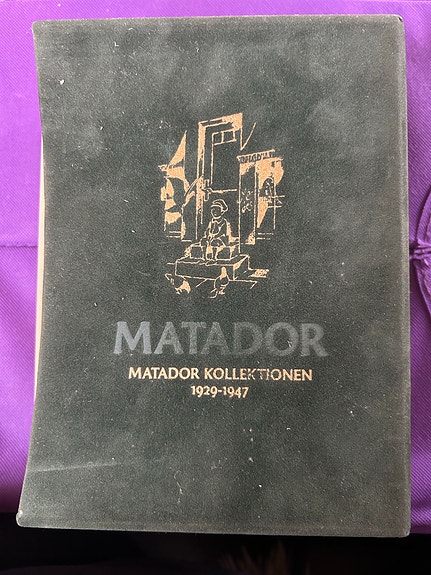 MATADOR
MATADOR KOLLEKTIONEN
1929-1947